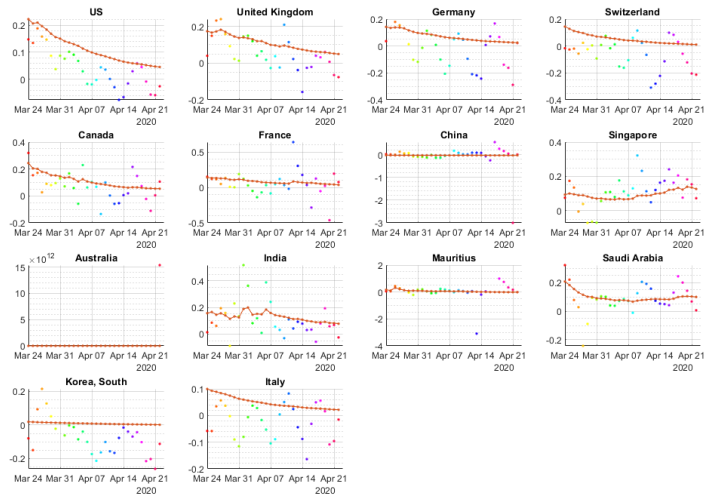 US
0.2
0.1
0
Mar 24 Mar 31 Apr 07 Apr 14 Apr 21
2020
United Kingdom
0.2
0
-0.2
Mar 24 Mar 31 Apr 07 Apr 14 Apr 21
2020
Germany
0.2
0
-0.2
-0.4
Mar 24 Mar 31 Apr 07 Apr 14 Apr 21
2020
Switzerland
0.2
0
-0.2
-0.4
Mar 24 Mar 31 Apr 07 Apr 14 Apr 21
2020
Canada
0.4
0.2
0
-0.2
Mar 24 Mar 31 Apr 07 Apr 14 Apr 21
2020
France
0.5
0
-0.5
Mar 24 Mar 31 Apr 07 Apr 14 Apr 21
2020
China
0
-1
-2
-3
Mar 24 Mar 31 Apr 07 Apr 14 Apr 21
2020
Singapore
0.4
0.2
0
Mar 24 Mar 31 Apr 07 Apr 14 Apr 21
2020
Australia
×10 12
15
10
5
0
Mar 24 Mar 31 Apr 07 Apr 14 Apr 21
2020
India
0.4
0.2
0
Mar 24 Mar 31 Apr 07 Apr 14 Apr 21
2020
Mauritius
2
0
-2
-4
Mar 24 Mar 31 Apr 07 Apr 14 Apr 21
2020
Saudi Arabia
0.2
0
-0.2
Mar 24 Mar 31 Apr 07 Apr 14 Apr 21
2020
Korea, South
0.2
0
-0.2
Mar 24 Mar 31 Apr 07 Apr 14 Apr 21
2020
Italy
0.1
0
-0.1
-0.2
Mar 24 Mar 31 Apr 07 Apr 14 Apr 21
2020